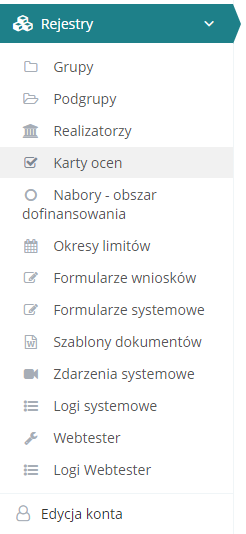 Rejestry
Grupy
Podgrupy
Realizatorzy
Karty ocen
Nabory - obszar
dofinansowania
Okresy limitów
Formularze wniosków
Formularze systemowe
Szablony dokumentów
Zdarzenia systemowe
Logi systemowe
Webtester
Logi Webtester
Edycja konta